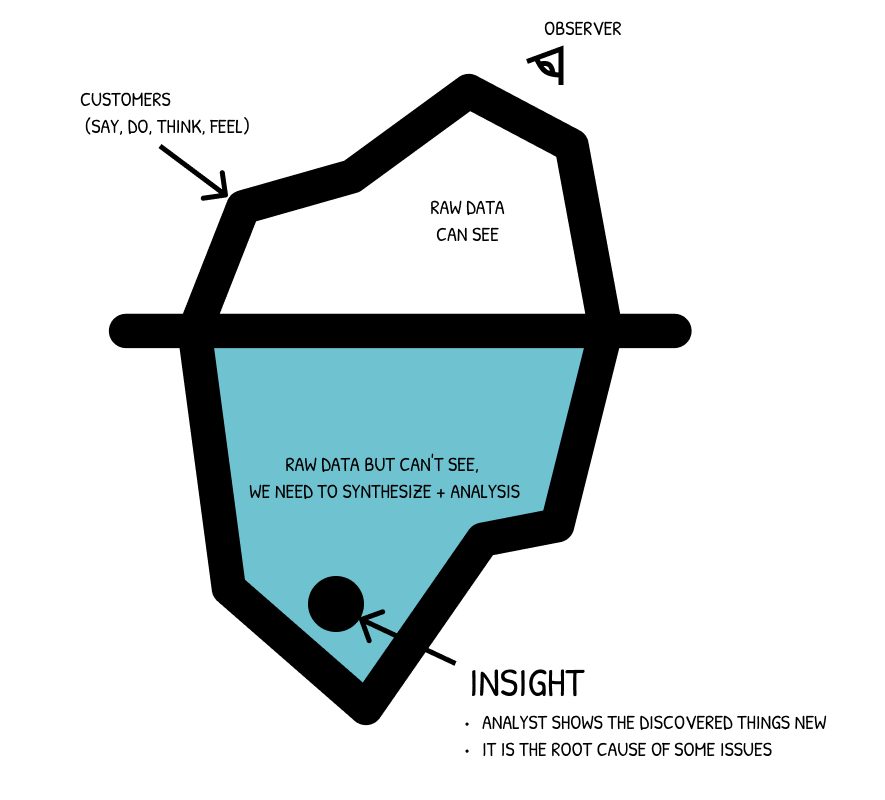 OBSERVER
CUSTOMERS
(SAY, DO, THINK, FEEL)
RAW DATA
CAN SEE
RAW DATA BUT CAN'T SEE,
WE NEED TO SYNTHESIZE + ANALYSIS
INSIGHT
• ANALYST SHOWS THE DISCOVERED THINGS NEW
• IT IS THE ROOT CAUSE OF SOME ISSUES